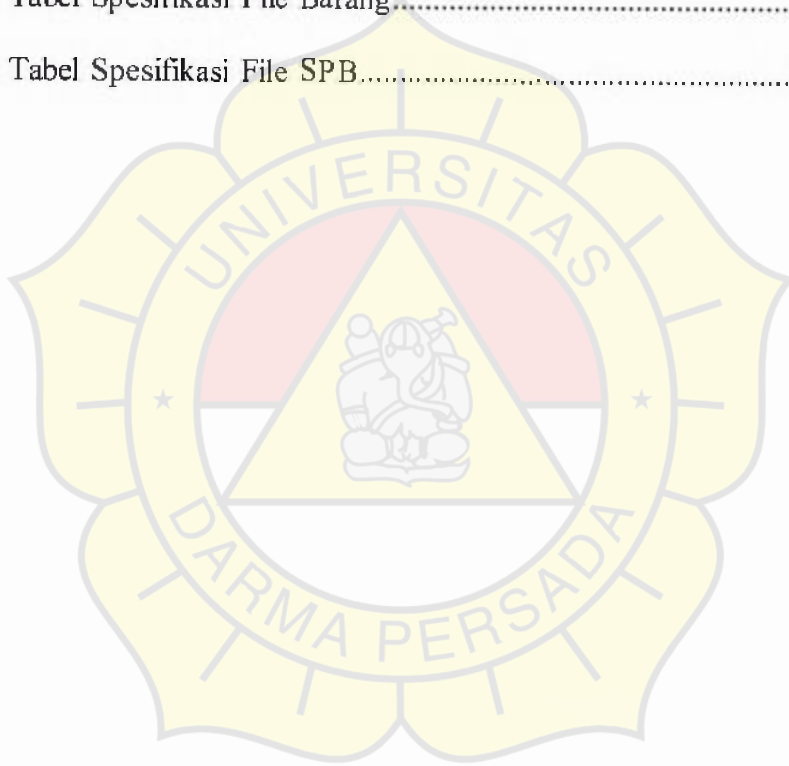 Tabel Spesifikasi File Barang..................................................
Tabel Spesifikasi File SPB..................................................
UNIVERSITAS
DARMA PERSADA